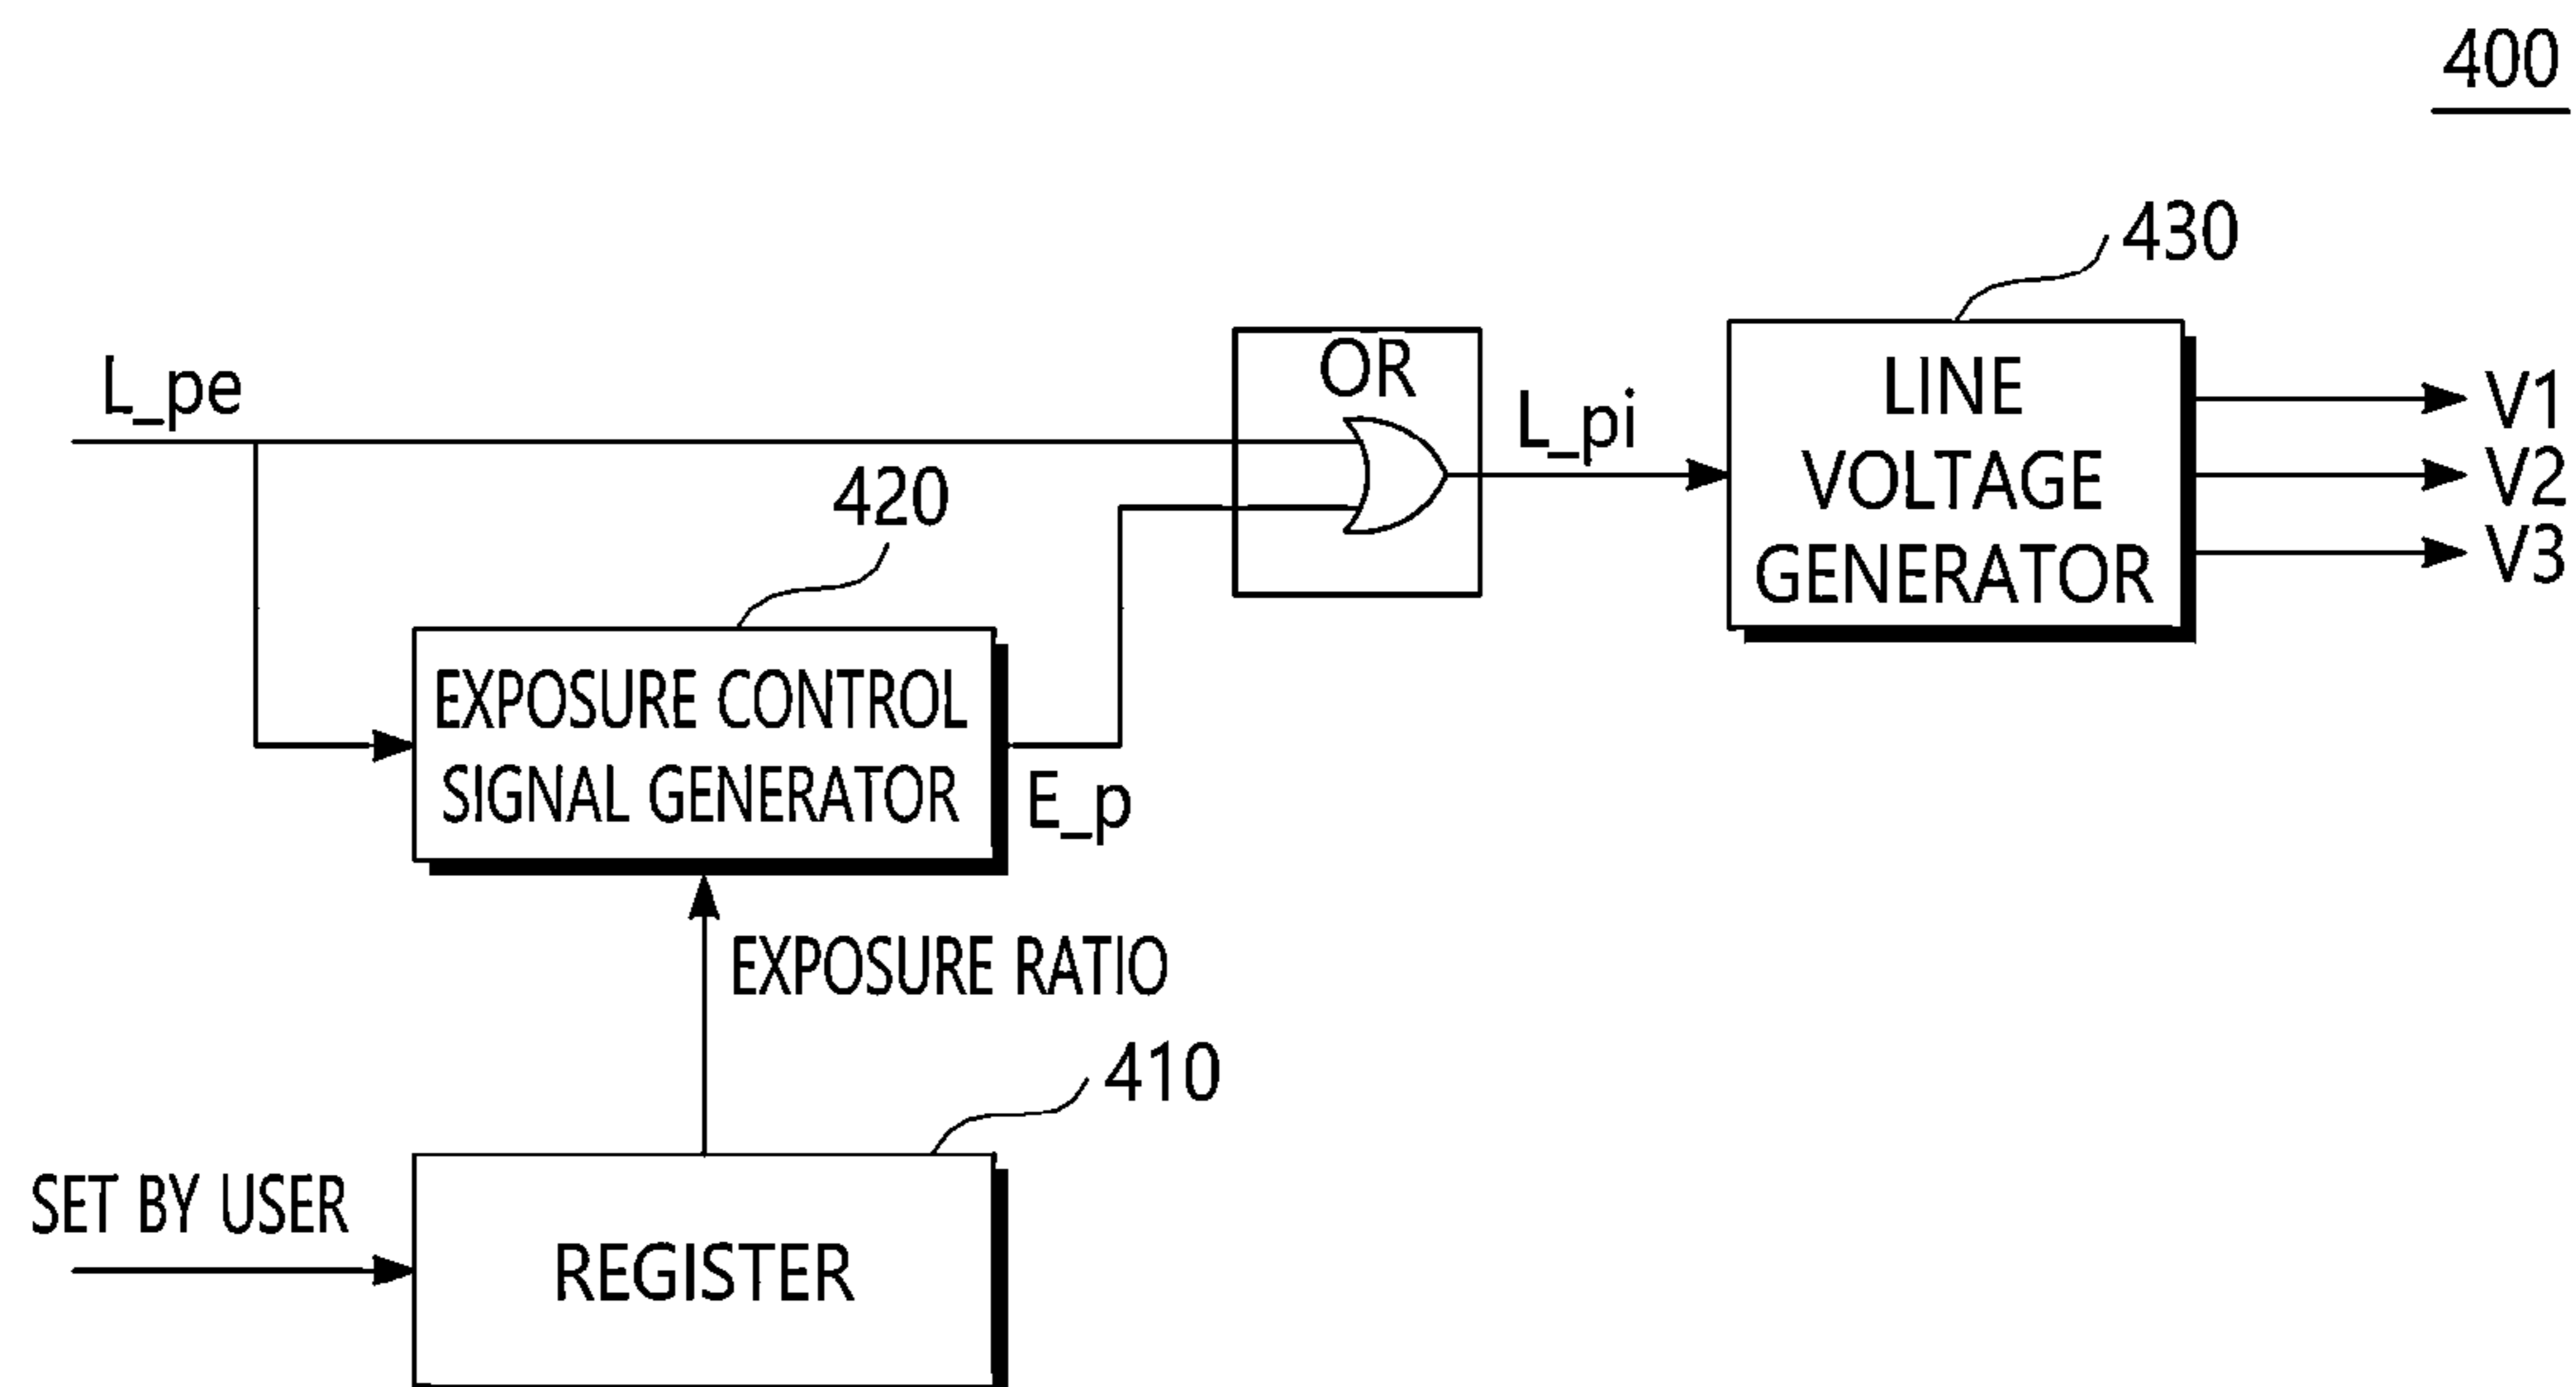 400
430
L_pe
OR
L_pi
LINE
VOLTAGE
GENERATOR
V1
V2
V3
420
EXPOSURE CONTROL
SIGNAL GENERATOR
E_p
EXPOSURE RATIO
410
SET BY USER
REGISTER